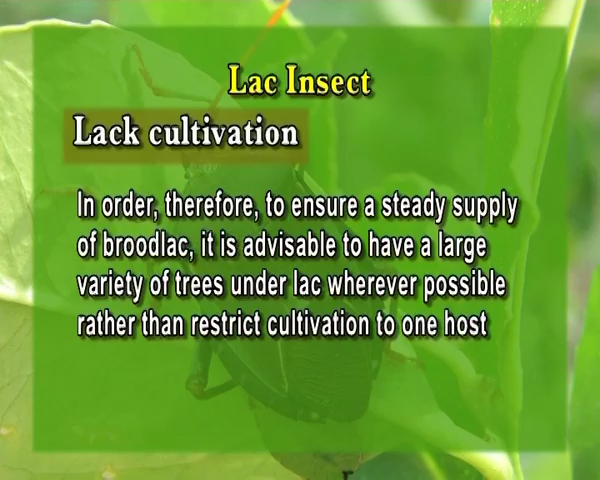 Lac Insect
Lack cultivation
In order, therefore, to ensure a steady supply
of broodlac, it is advisable to have a large
variety of trees under lac wherever possible
rather than restrict cultivation to one host